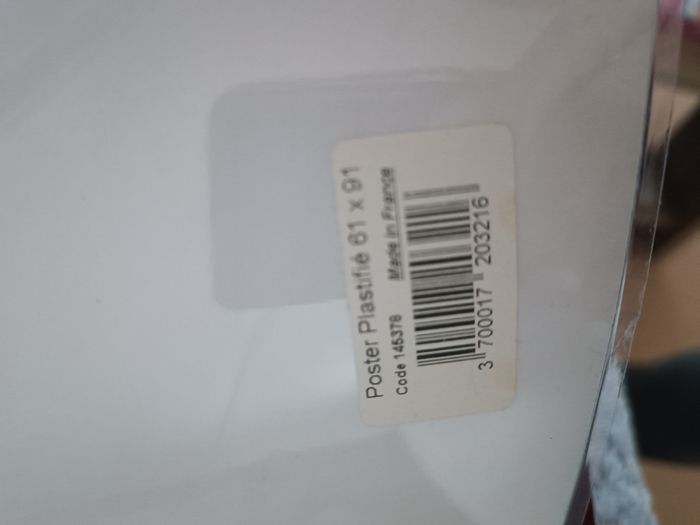 Poster Plastifié 61 x 91
Code 145378 Made in France
3 700017 203216